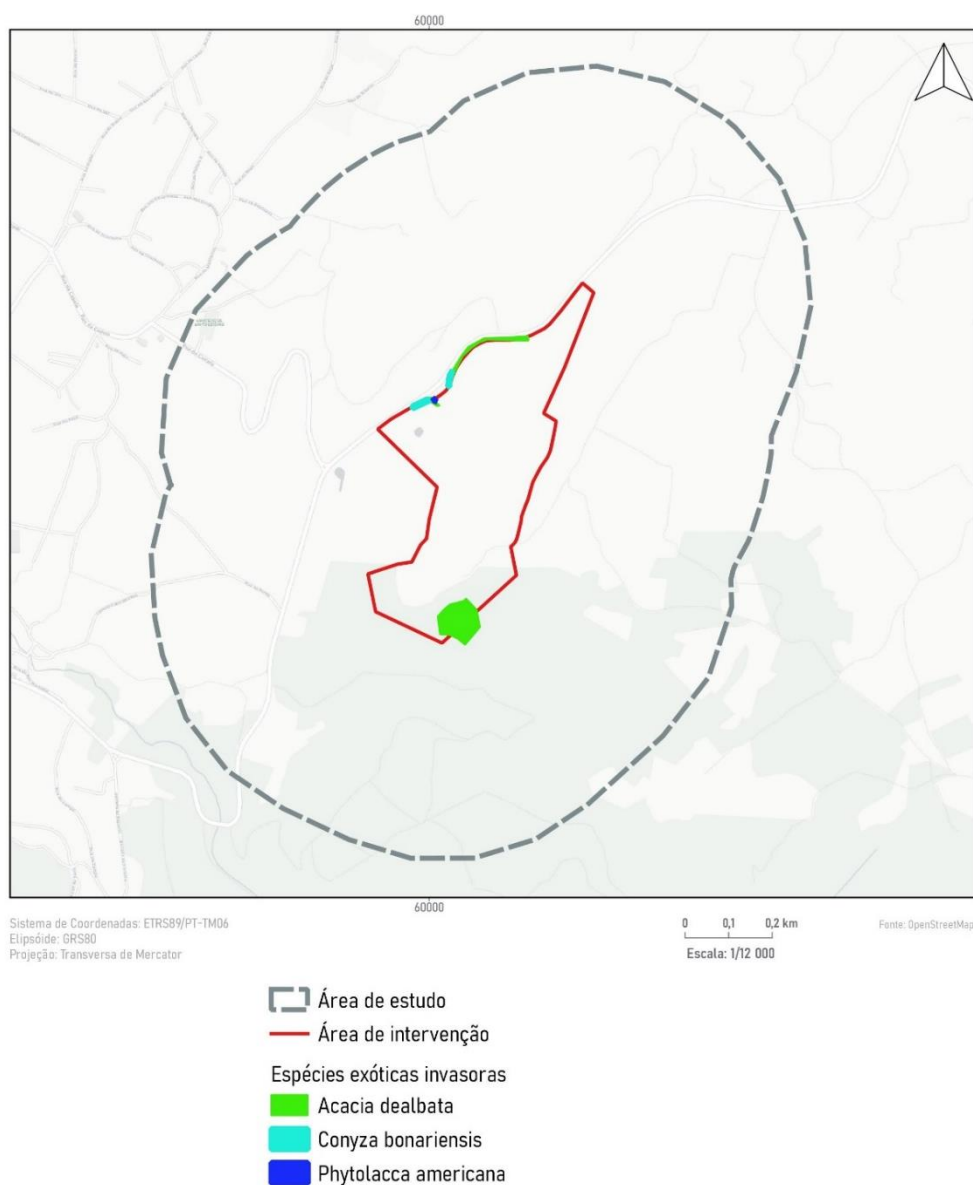 60000
60000
Sistema de Coordenadas: ETRS89/PT-TM06
Elipsóide: GRS80
Projeção: Transversa de Mercator
0 0,1 0,2 km
Escala: 1/12 000
Fonte: OpenStreetMap
Área de estudo
Área de intervenção
Espécies exóticas invasoras
Acacia dealbata
Conyza bonariensis
Phytolacca americana